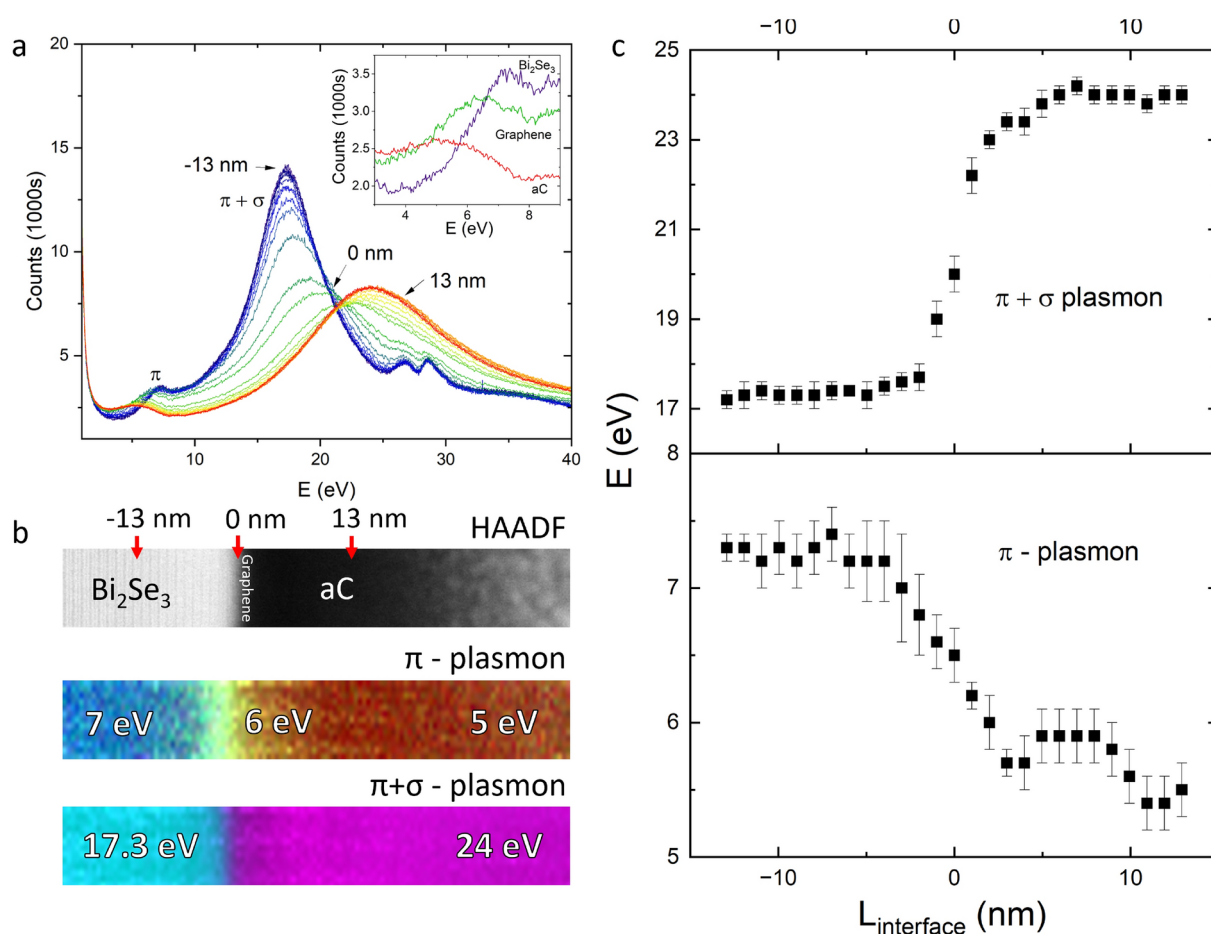 a
20
15
10
5
Counts (1000s)
10
20
30
40
E (eV)
-13 nm
π + σ
π
0 nm
13 nm
3.5
3.0
2.5
2.0
Counts (1000s)
4
6
8
E (eV)
Bi2Se3
Graphene
aC
b
-13 nm
0 nm
13 nm
HAADF
Bi2Se3
Graphene
aC
π - plasmon
7 eV
6 eV
5 eV
π+σ - plasmon
17.3 eV
24 eV
c
−10
0
10
25
23
20
19
17
π + σ plasmon
E (eV)
8
7
6
5
π - plasmon
−10
0
10
Linterface (nm)